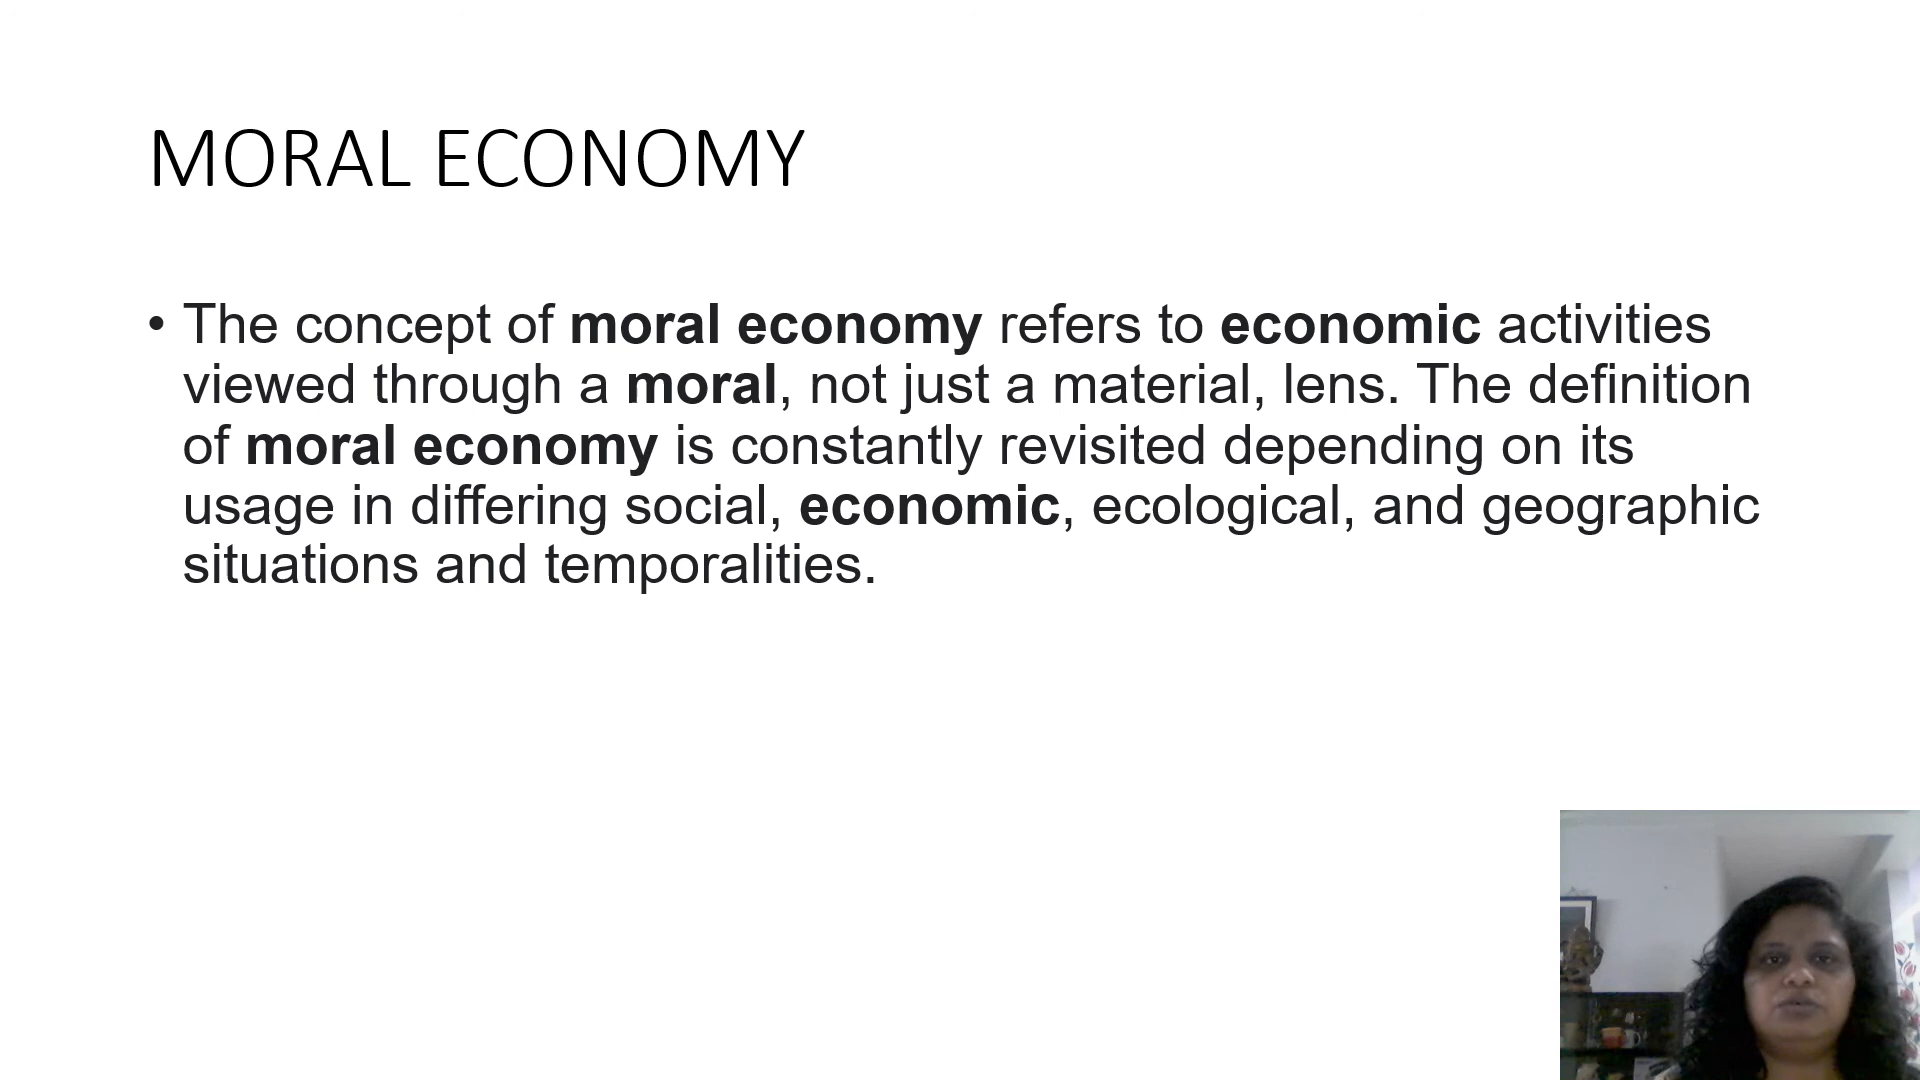 MORAL ECONOMY
• The concept of moral economy refers to economic activities
viewed through a moral, not just a material, lens. The definition
of moral economy is constantly revisited depending on its
usage in differing social, economic, ecological, and geographic
situations and temporalities.